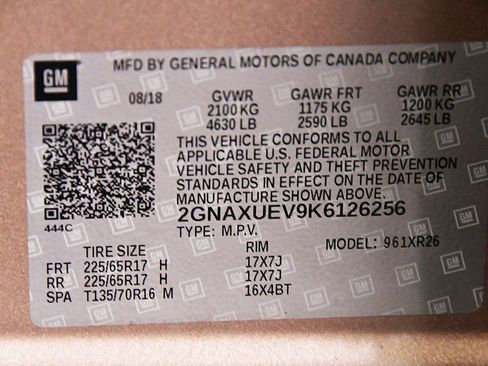 GM MFD BY GENERAL MOTORS OF CANADA COMPANY
08/18 GVWR GAWR FRT GAWR RR
2100 KG 1175 KG 1200 KG
4630 LB 2590 LB 2645 LB
THIS VEHICLE CONFORMS TO ALL
APPLICABLE U.S. FEDERAL MOTOR
VEHICLE SAFETY AND THEFT PREVENTION
STANDARDS IN EFFECT ON THE DATE OF
MANUFACTURE SHOWN ABOVE.
2GNAXUEV9K6126256
444C TYPE: M.P.V. MODEL: 961XR26
TIRE SIZE RIM
FRT 225/65R17 H 17X7J
RR 225/65R17 H 17X7J
SPA T135/70R16 M 16X4BT